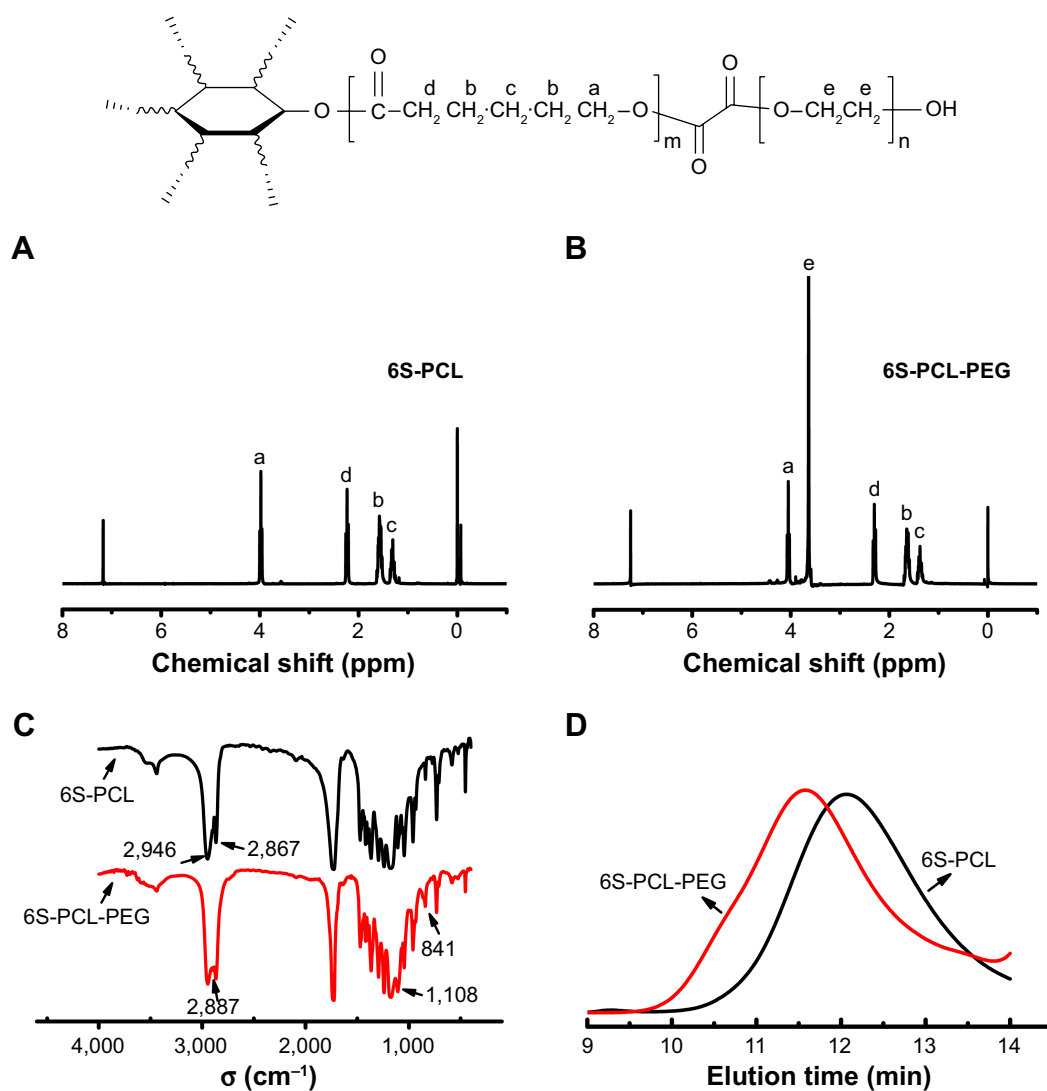 O O
d b c b a e e
O C CH2 CH2 CH2 CH2 CH2 O O CH2 CH2 OH
m n
O
A B
e
6S-PCL 6S-PCL-PEG
a d b c a d b c
8 6 4 2 0 8 6 4 2 0
Chemical shift (ppm) Chemical shift (ppm)
C D
6S-PCL
2,946 2,867
6S-PCL-PEG
841
2,887 1,108
6S-PCL-PEG 6S-PCL
4,000 3,000 2,000 1,000 9 10 11 12 13 14
σ (cm⁻¹) Elution time (min)